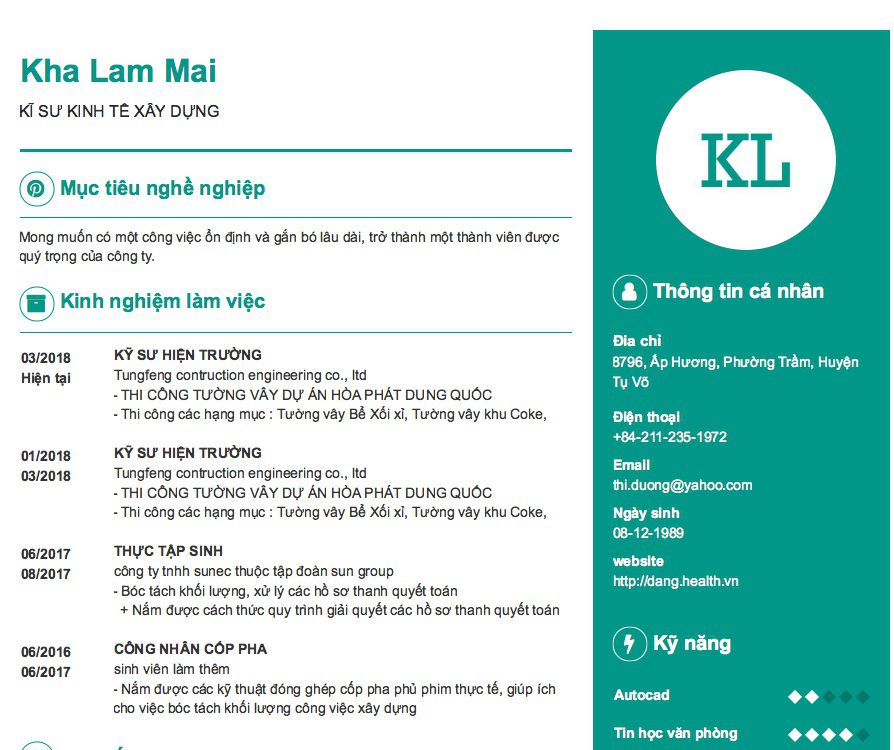 Kha Lam Mai
KĨ SƯ KINH TẾ XÂY DỰNG
Mục tiêu nghề nghiệp
Mong muốn có một công việc ổn định và gắn bó lâu dài, trở thành một thành viên được
quý trọng của công ty.
Kinh nghiệm làm việc
03/2018
Hiện tại
KỸ SƯ HIỆN TRƯỜNG
Tungfeng contruction engineering co., ltd
- THI CÔNG TƯỜNG VÂY DỰ ÁN HÒA PHÁT DUNG QUỐC
- Thi công các hạng mục : Tường vây Bể Xối xỉ, Tường vây khu Coke,
01/2018
03/2018
KỸ SƯ HIỆN TRƯỜNG
Tungfeng contruction engineering co., ltd
- THI CÔNG TƯỜNG VÂY DỰ ÁN HÒA PHÁT DUNG QUỐC
- Thi công các hạng mục : Tường vây Bể Xối xỉ, Tường vây khu Coke,
06/2017
08/2017
THỰC TẬP SINH
công ty tnhh sunec thuộc tập đoàn sun group
- Bóc tách khối lượng, xử lý các hồ sơ thanh quyết toán
+ Nắm được cách thức quy trình giải quyết các hồ sơ thanh quyết toán
06/2016
06/2017
CÔNG NHÂN CỐP PHA
sinh viên làm thêm
- Nắm được các kỹ thuật đóng ghép cốp pha phủ phim thực tế, giúp ích
cho việc bóc tách khối lượng công việc xây dựng
KL
Thông tin cá nhân
Địa chỉ
8796, Ấp Hương, Phường Trầm, Huyện
Tụ Võ
Điện thoại
+84-211-235-1972
Email
thi.duong@yahoo.com
Ngày sinh
08-12-1989
website
http://dang.health.vn
Kỹ năng
Autocad
Tin học văn phòng